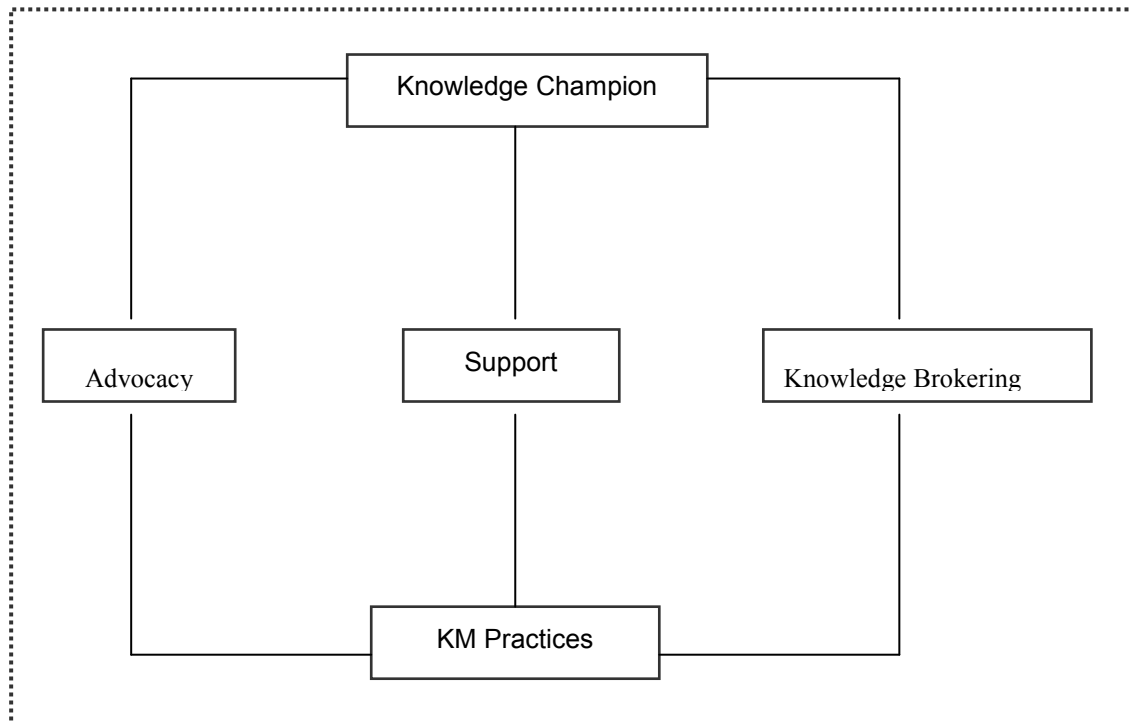 Knowledge Champion
Advocacy
Support
Knowledge Brokering
KM Practices